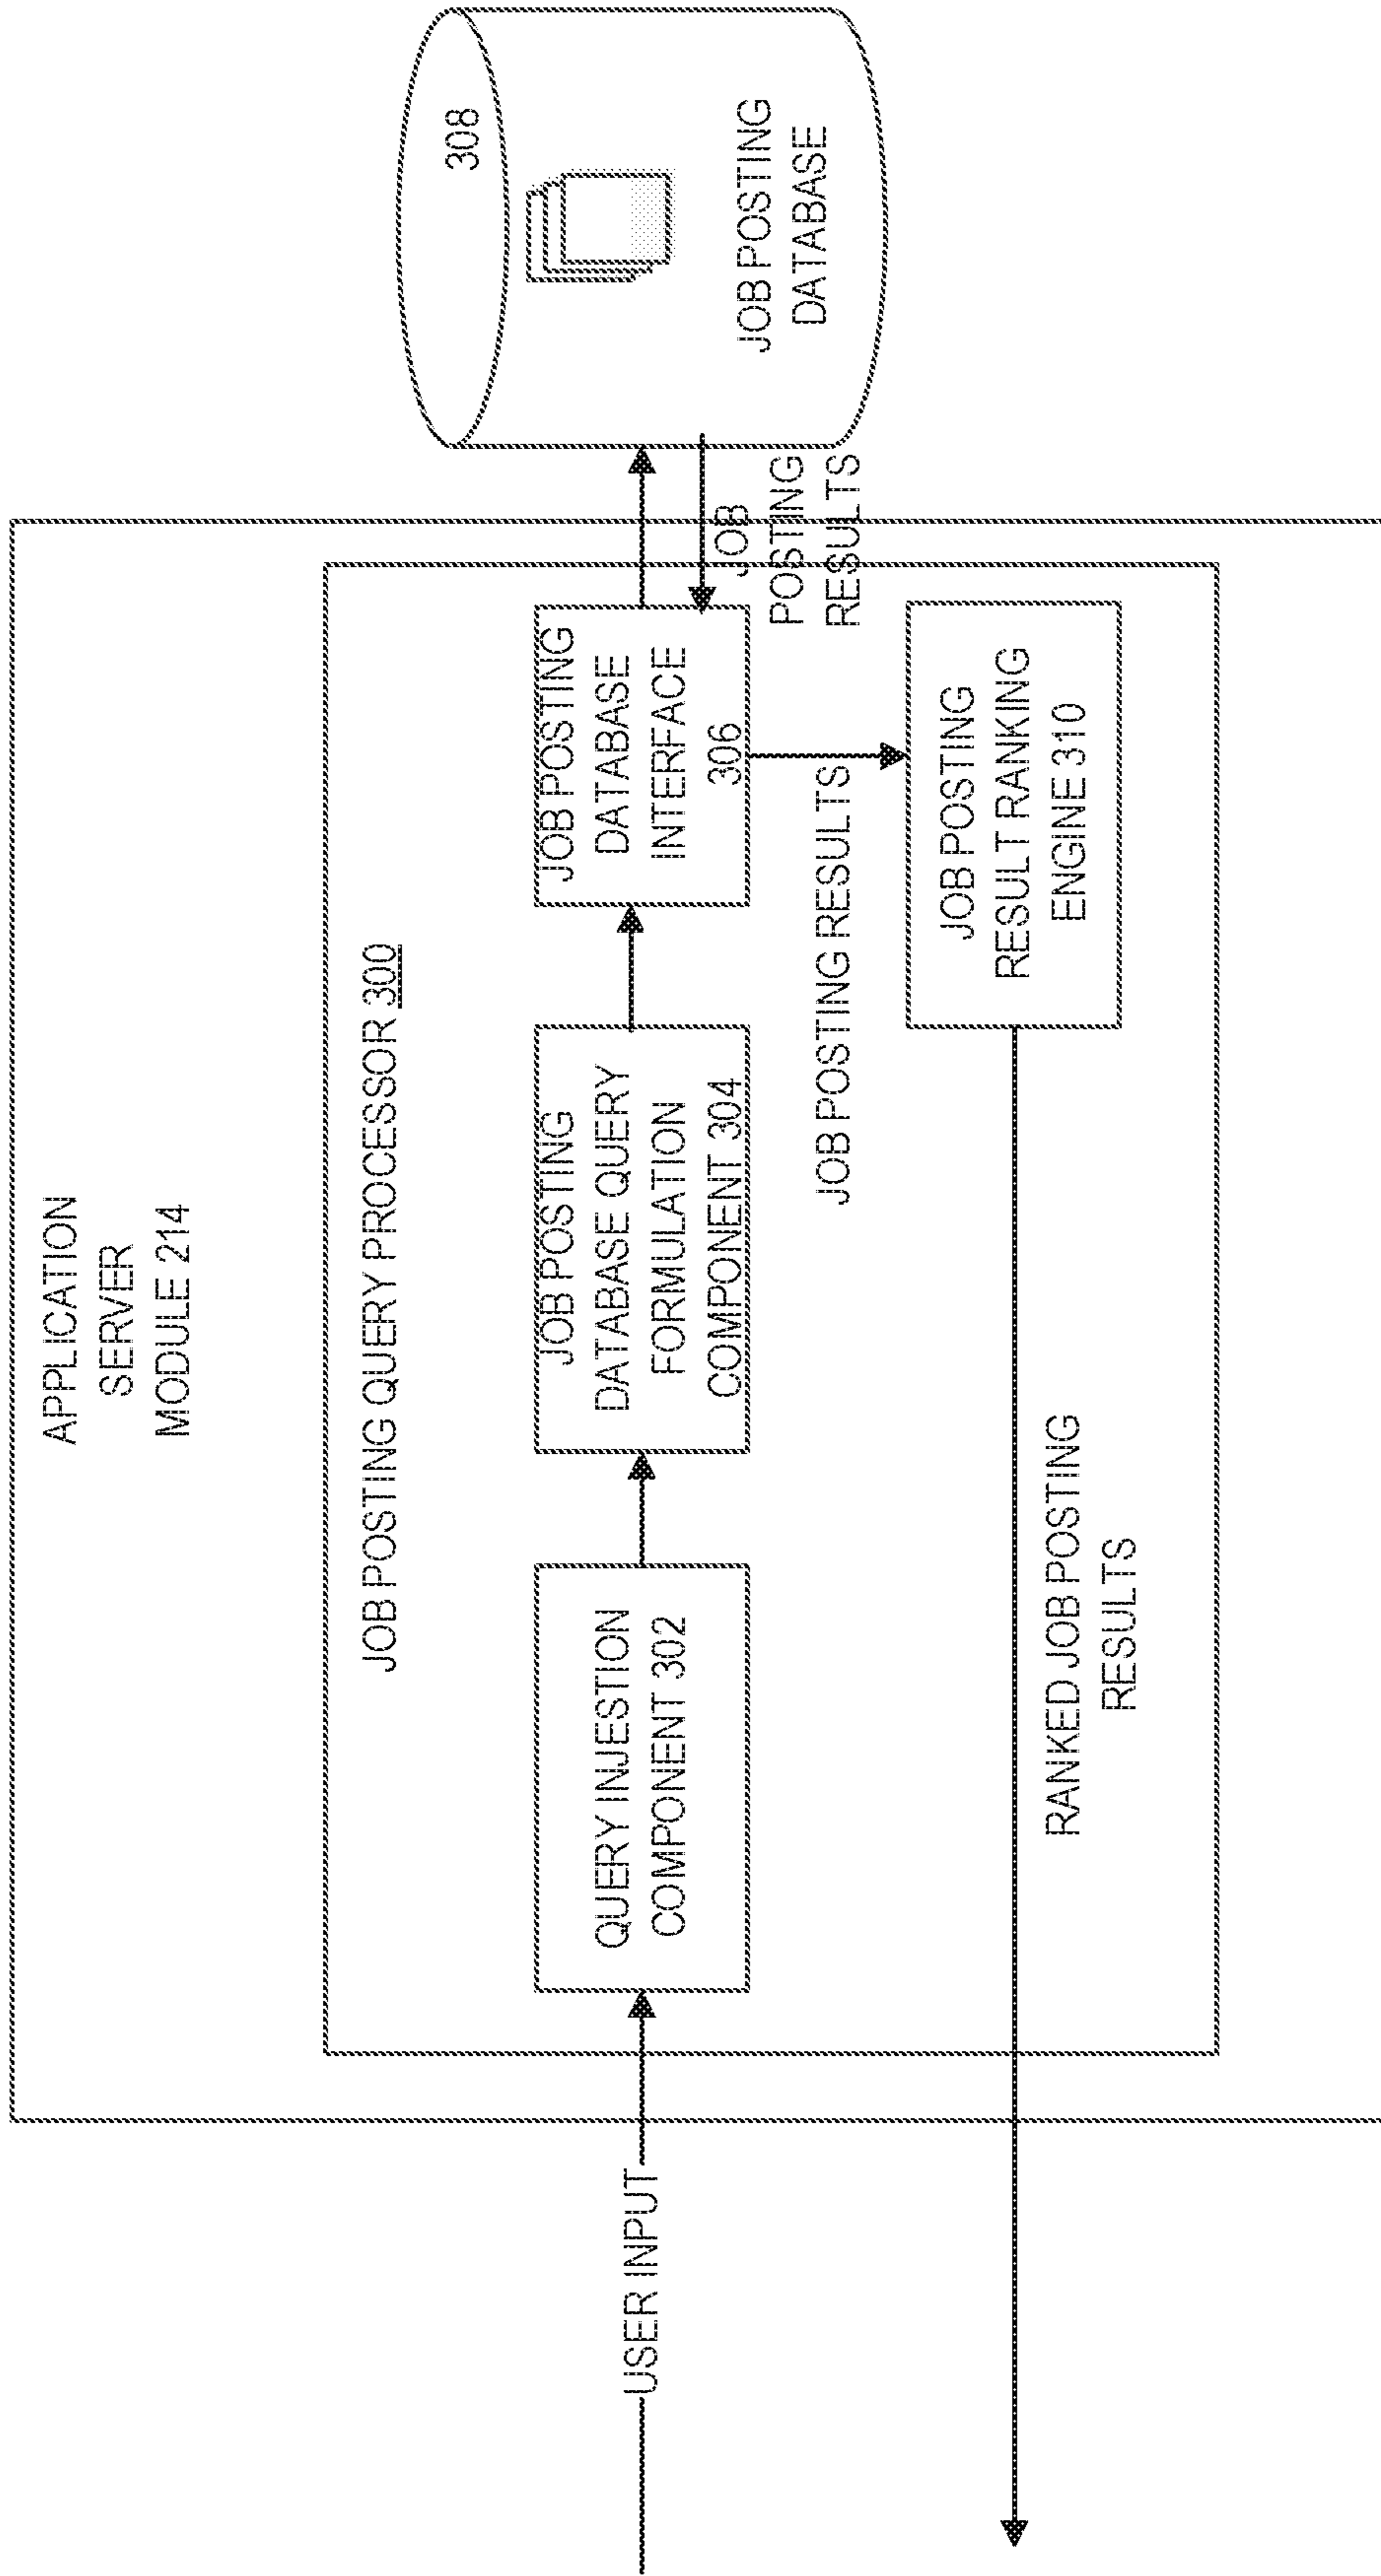 APPLICATION
SERVER
MODULE 214
JOB POSTING QUERY PROCESSOR 300
USER INPUT
QUERY INJESTION
COMPONENT 302
JOB POSTING
DATABASE QUERY
FORMULATION
COMPONENT 304
JOB POSTING
DATABASE
INTERFACE
306
JOB
POSTING
RESULTS
308
JOB POSTING
DATABASE
JOB POSTING RESULTS
JOB POSTING
RESULT RANKING
ENGINE 310
RANKED JOB POSTING
RESULTS